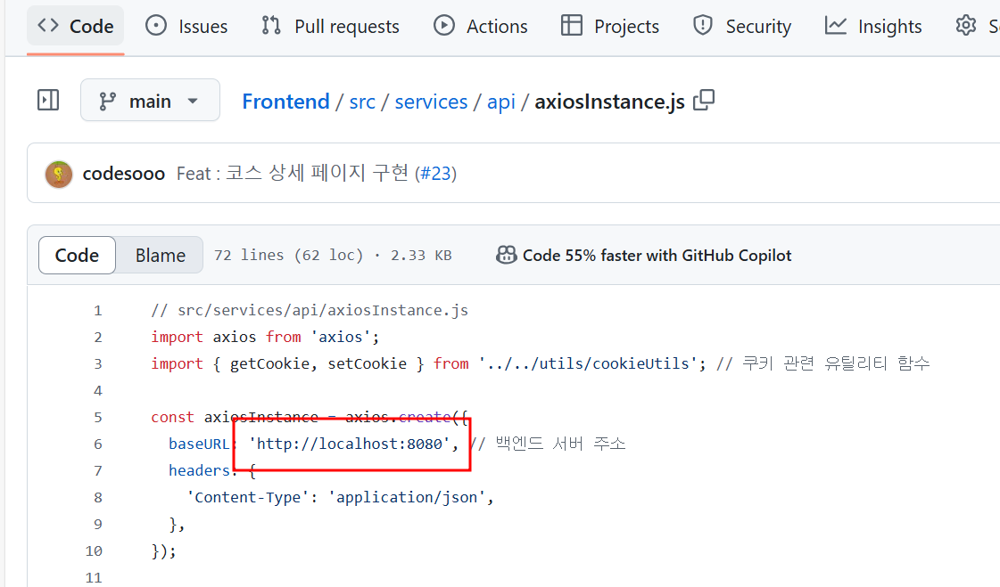 Code Issues Pull requests Actions Projects Security Insights
main Frontend / src / services / api / axiosInstance.js
codesooo Feat : 코스 상세 페이지 구현 (#23)
Code Blame 72 lines (62 loc) · 2.33 KB Code 55% faster with GitHub Copilot
1 // src/services/api/axiosInstance.js
2 import axios from 'axios';
3 import { getCookie, setCookie } from '../../utils/cookieUtils'; // 쿠키 관련 유틸리티 함수
4
5 const axiosInstance = axios.create({
6 baseURL: 'http://localhost:8080', // 백엔드 서버 주소
7 headers: {
8 'Content-Type': 'application/json',
9 },
10 });
11